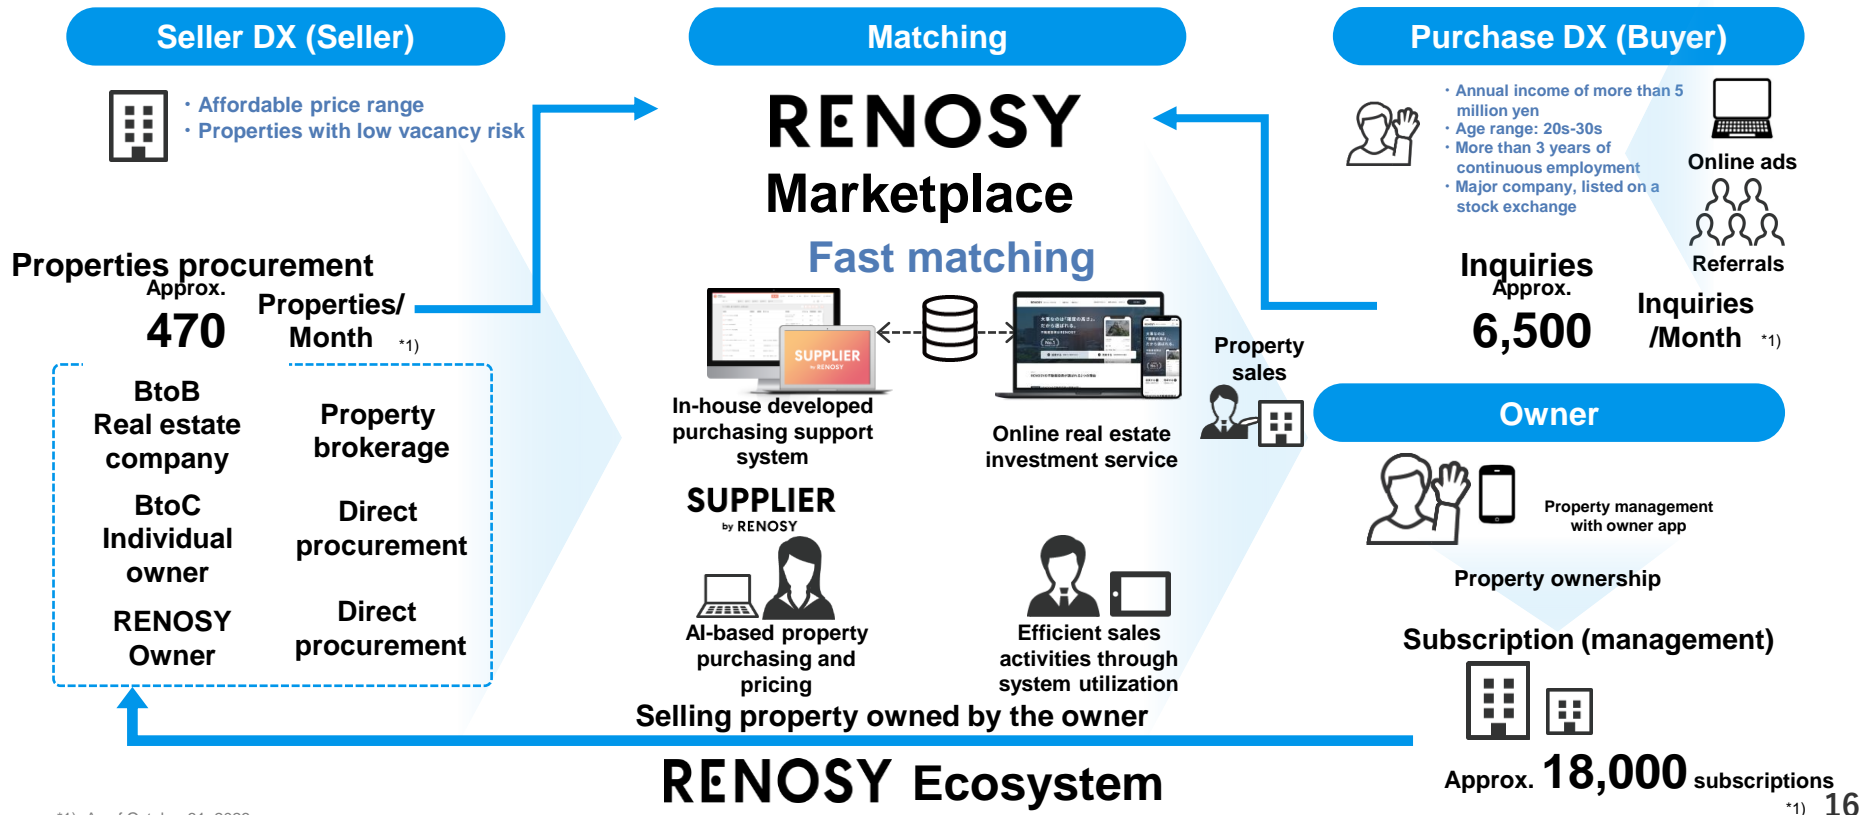 Seller DX (Seller)
Matching
Purchase DX (Buyer)
・Affordable price range
・Properties with low vacancy risk
RENOSY
Marketplace
Fast matching
・Annual income of more than 5
million yen
・Age range: 20s-30s
・More than 3 years of
continuous employment
・Major company, listed on a
stock exchange
Online ads
Referrals
Properties procurement
Approx.
470
Properties/
Month *1)
Inquiries
Approx.
6,500
Inquiries
/Month *1)
BtoB
Real estate
company
Property
brokerage
BtoC
Individual
owner
Direct
procurement
RENOSY
Owner
Direct
procurement
SUPPLIER
by RENOSY
In-house developed
purchasing support
system
Online real estate
investment service
Property
sales
SUPPLIER
by RENOSY
AI-based property
purchasing and
pricing
Efficient sales
activities through
system utilization
Owner
Property management
with owner app
Property ownership
Subscription (management)
Selling property owned by the owner
RENOSY Ecosystem
Approx. 18,000 subscriptions
*1)
16